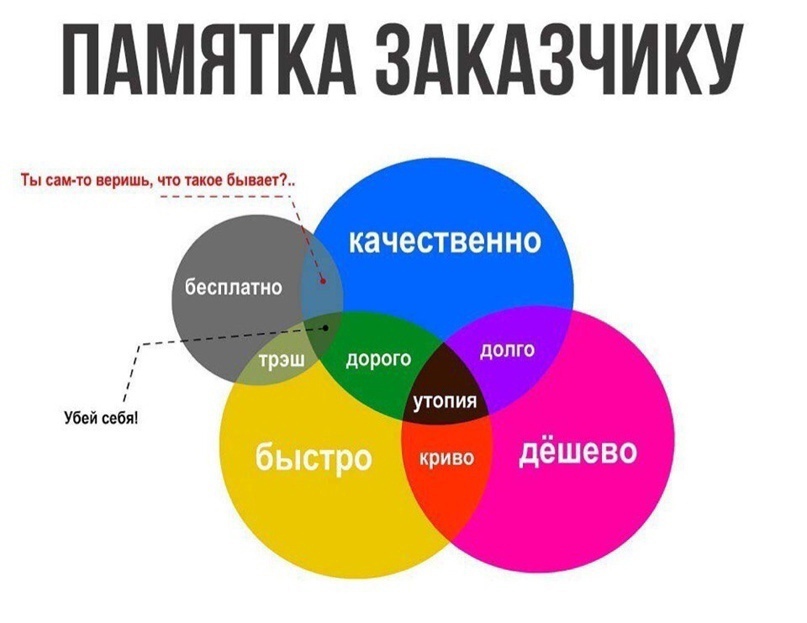 ПАМЯТКА ЗАКАЗЧИКУ
Ты сам-то веришь, что такое бывает?..
качественно
бесплатно
трэш
дорого
долго
утопия
Убей себя!
быстро
криво
дёшево